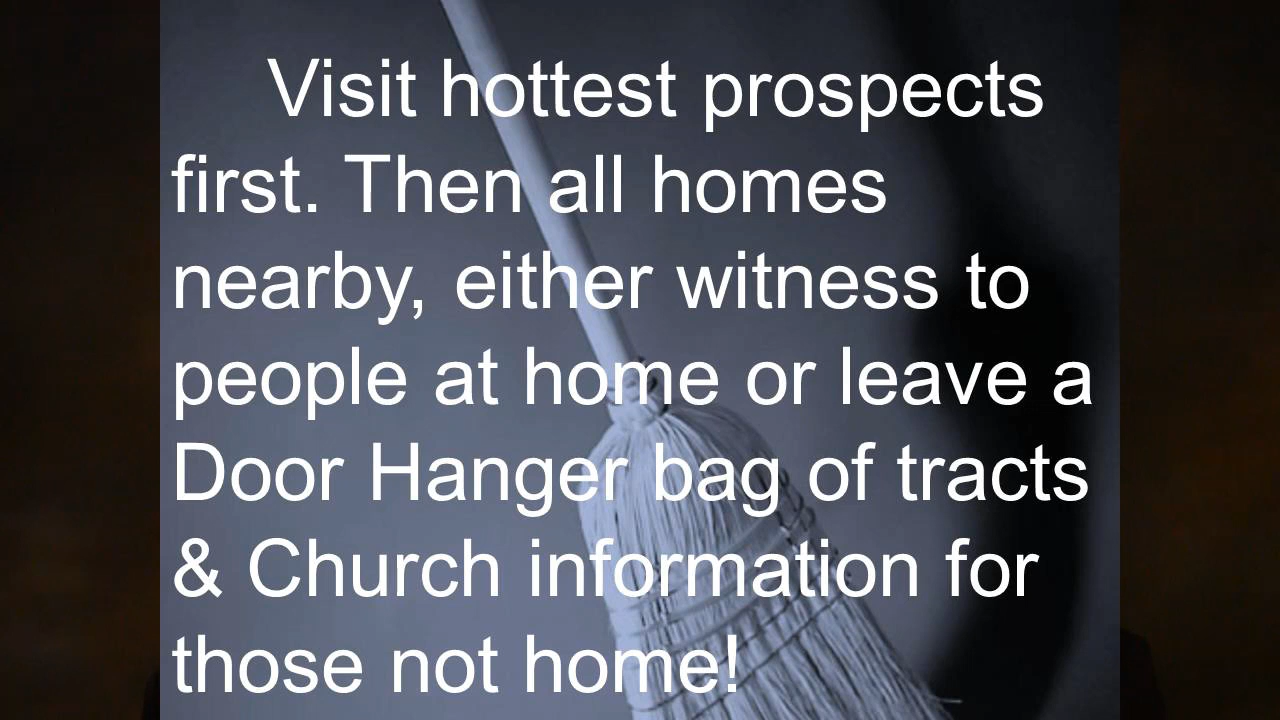 Visit hottest prospects
first. Then all homes
nearby, either witness to
people at home or leave a
Door Hanger bag of tracts
& Church information for
those not home!